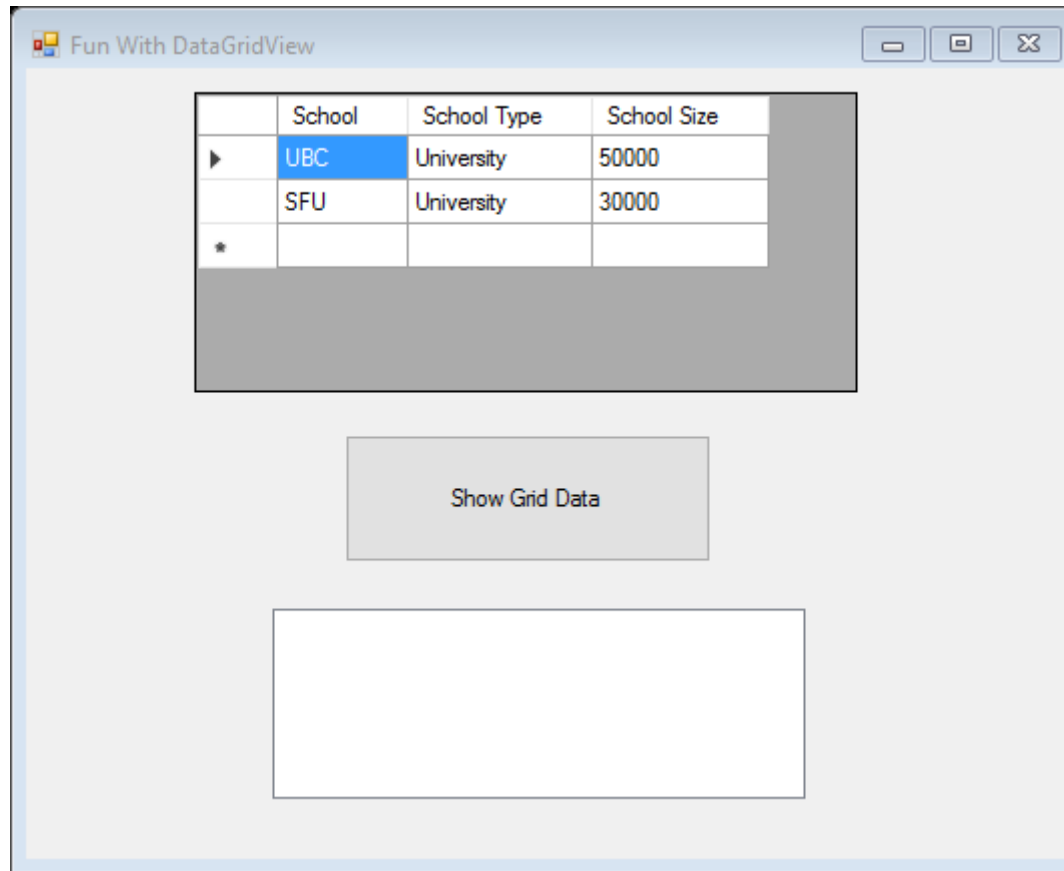 Fun With DataGridView
School School Type School Size
UBC University 50000
SFU University 30000
*
Show Grid Data